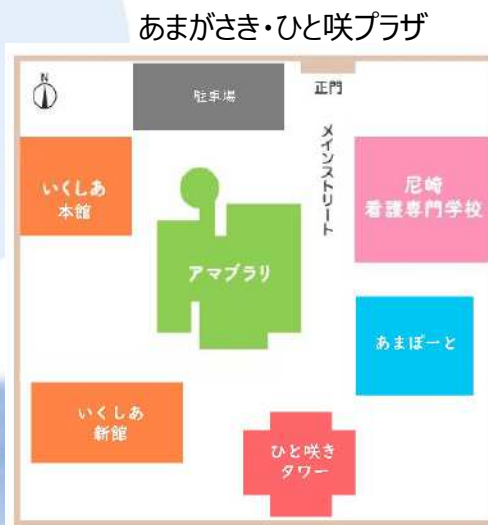 あまがさき・ひと咲プラザ
N
駐車場
正門
メインストリート
いくしあ
本館
尼崎
看護専門学校
アマブラリ
あまぽーと
いくしあ
新館
ひと咲き
タワー